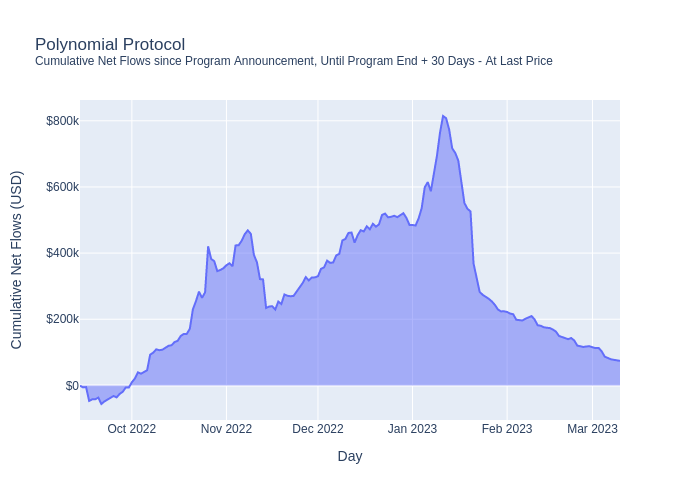 Polynomial Protocol
Cumulative Net Flows since Program Announcement, Until Program End + 30 Days - At Last Price
Cumulative Net Flows (USD)
$800k
$600k
$400k
$200k
$0
Oct 2022
Nov 2022
Dec 2022
Jan 2023
Feb 2023
Mar 2023
Day